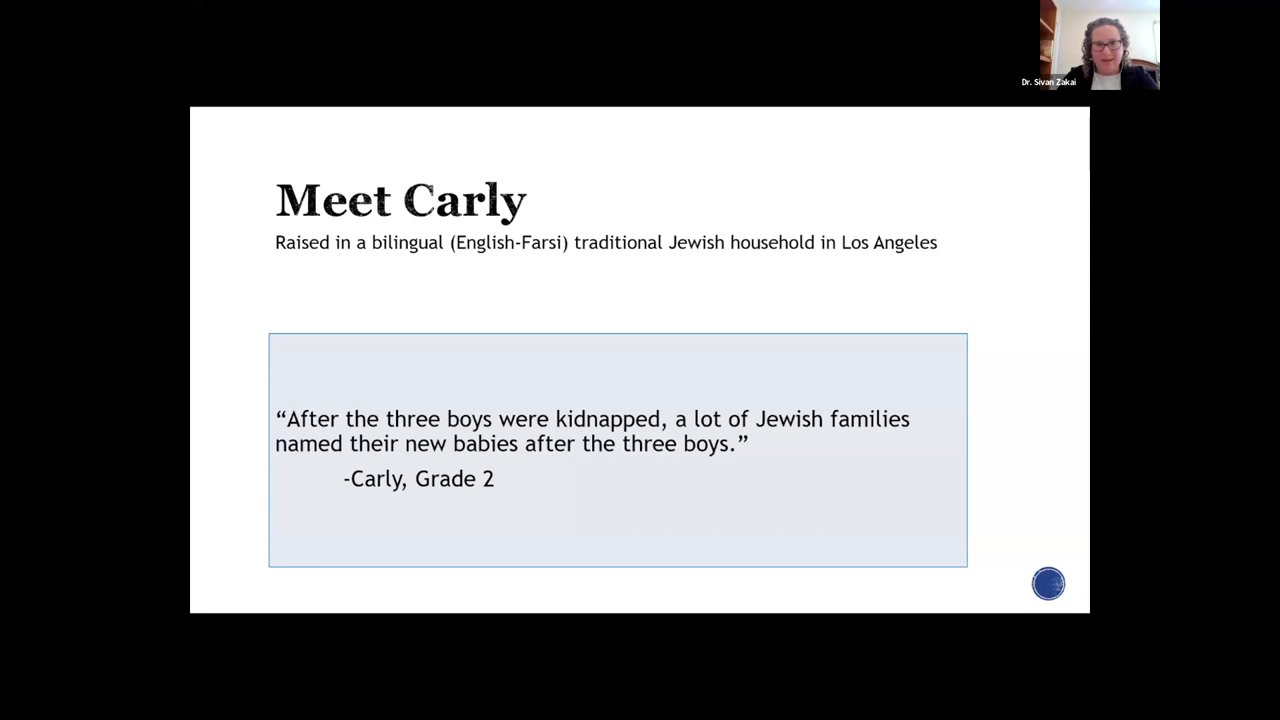 Dr. Sivan Zakai
Meet Carly
Raised in a bilingual (English-Farsi) traditional Jewish household in Los Angeles
“After the three boys were kidnapped, a lot of Jewish families
named their new babies after the three boys.”
-Carly, Grade 2